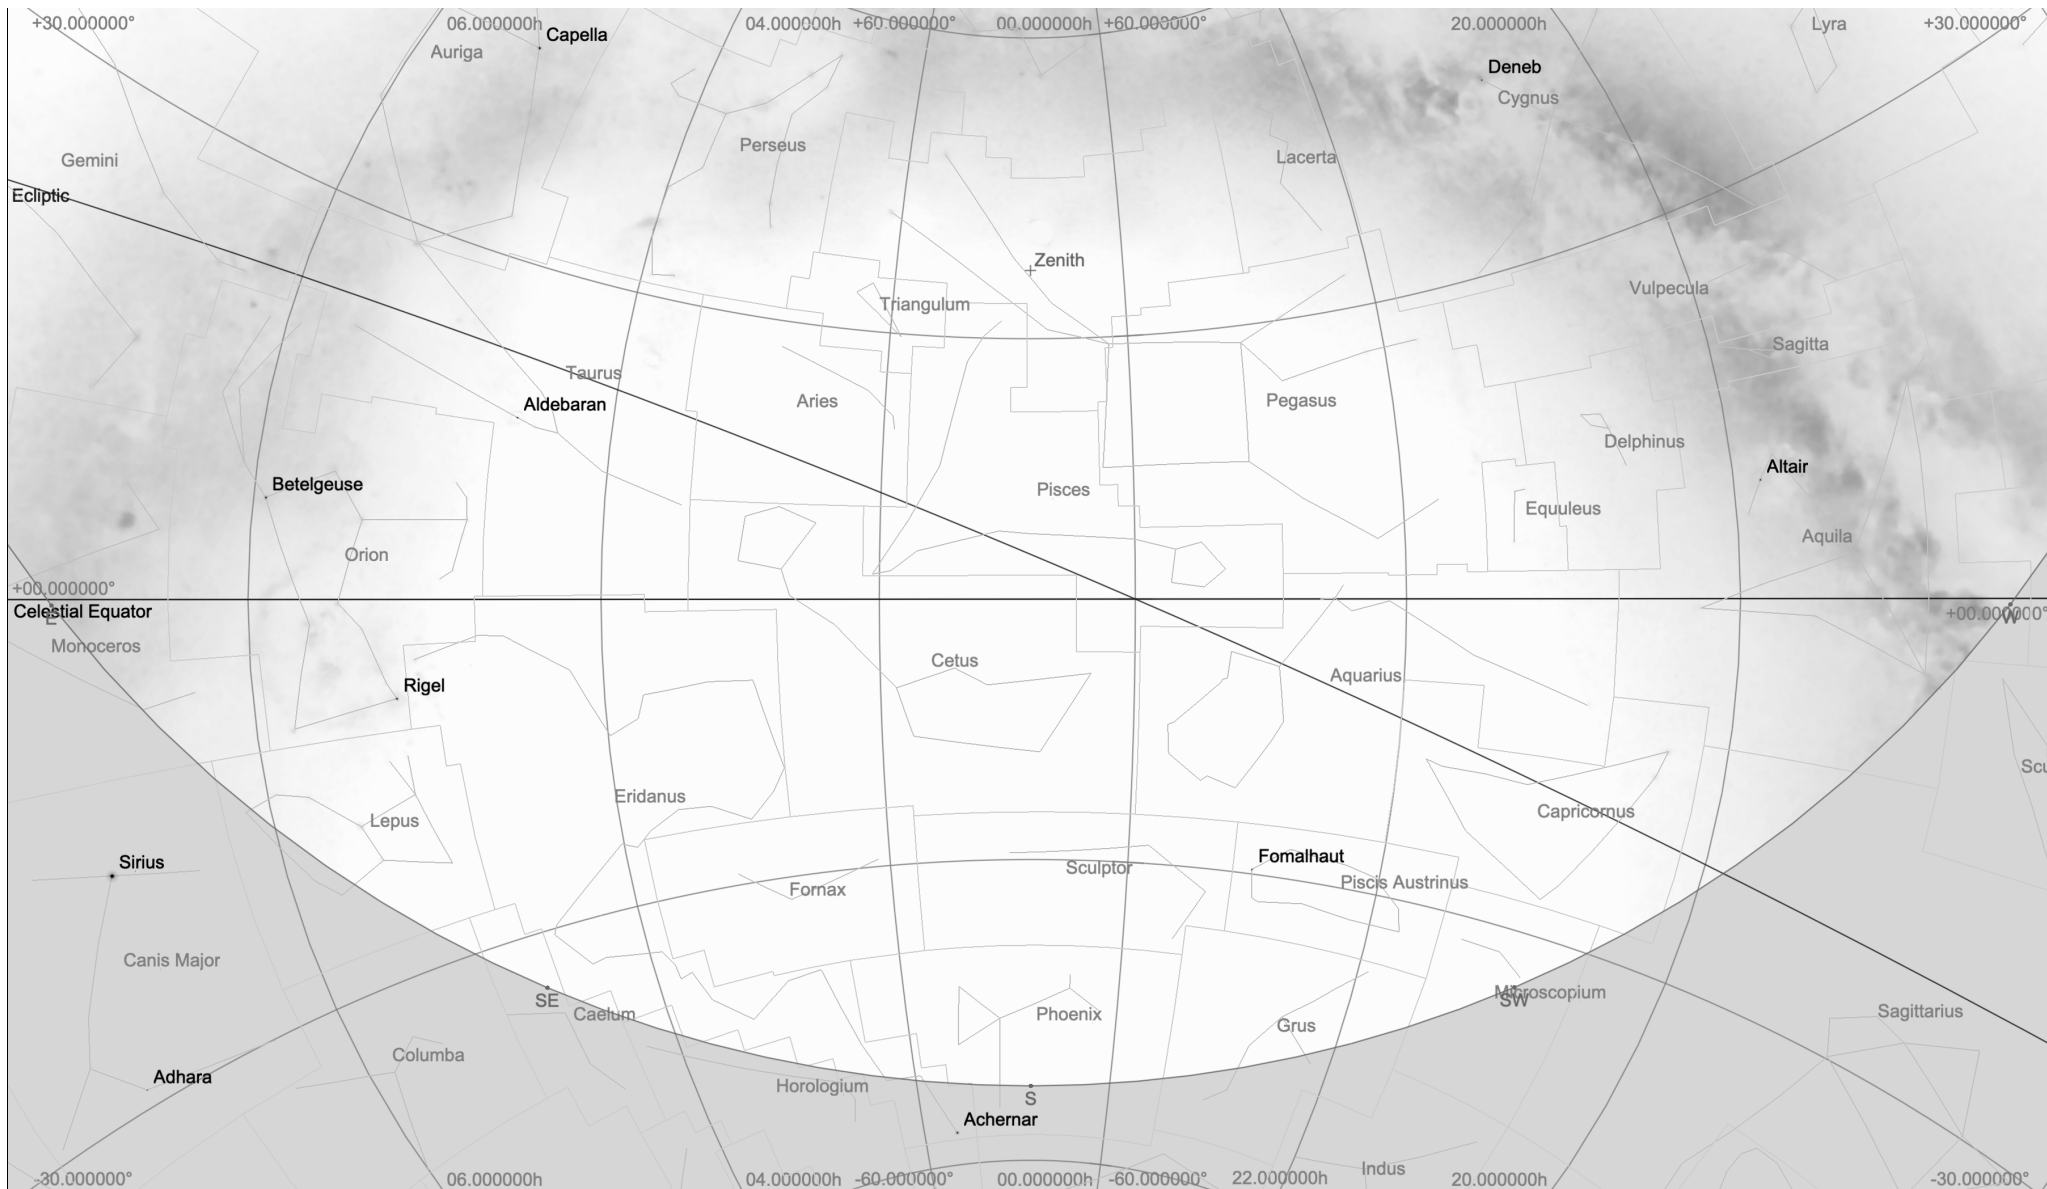 +30.000000°
06.000000h
Capella
04.000000h
+60.000000°
00.000000h
+60.000000°
20.000000h
Lyra
+30.000000°
Auriga
Deneb
Cygnus
Perseus
Lacerta
Gemini
Ecliptic
Zenith
Triangulum
Vulpecula
Sagitta
Taurus
Aldebaran
Aries
Pegasus
Delphinus
Altair
Betelgeuse
Pisces
Equuleus
Aquila
Orion
+00.000000°
Celestial Equator
E
+00.000000°
W
Monoceros
Cetus
Aquarius
Rigel
Scu
Eridanus
Capricornus
Lepus
Sirius
Fomalhaut
Sculptor
Piscis Austrinus
Fornax
Canis Major
SE
Microscopium
SW
Caelum
Phoenix
Grus
Sagittarius
Columba
Adhara
Horologium
S
Achernar
Indus
-30.000000°
06.000000h
04.000000h
-60.000000°
00.000000h
-60.000000°
22.000000h
20.000000h
-30.000000°